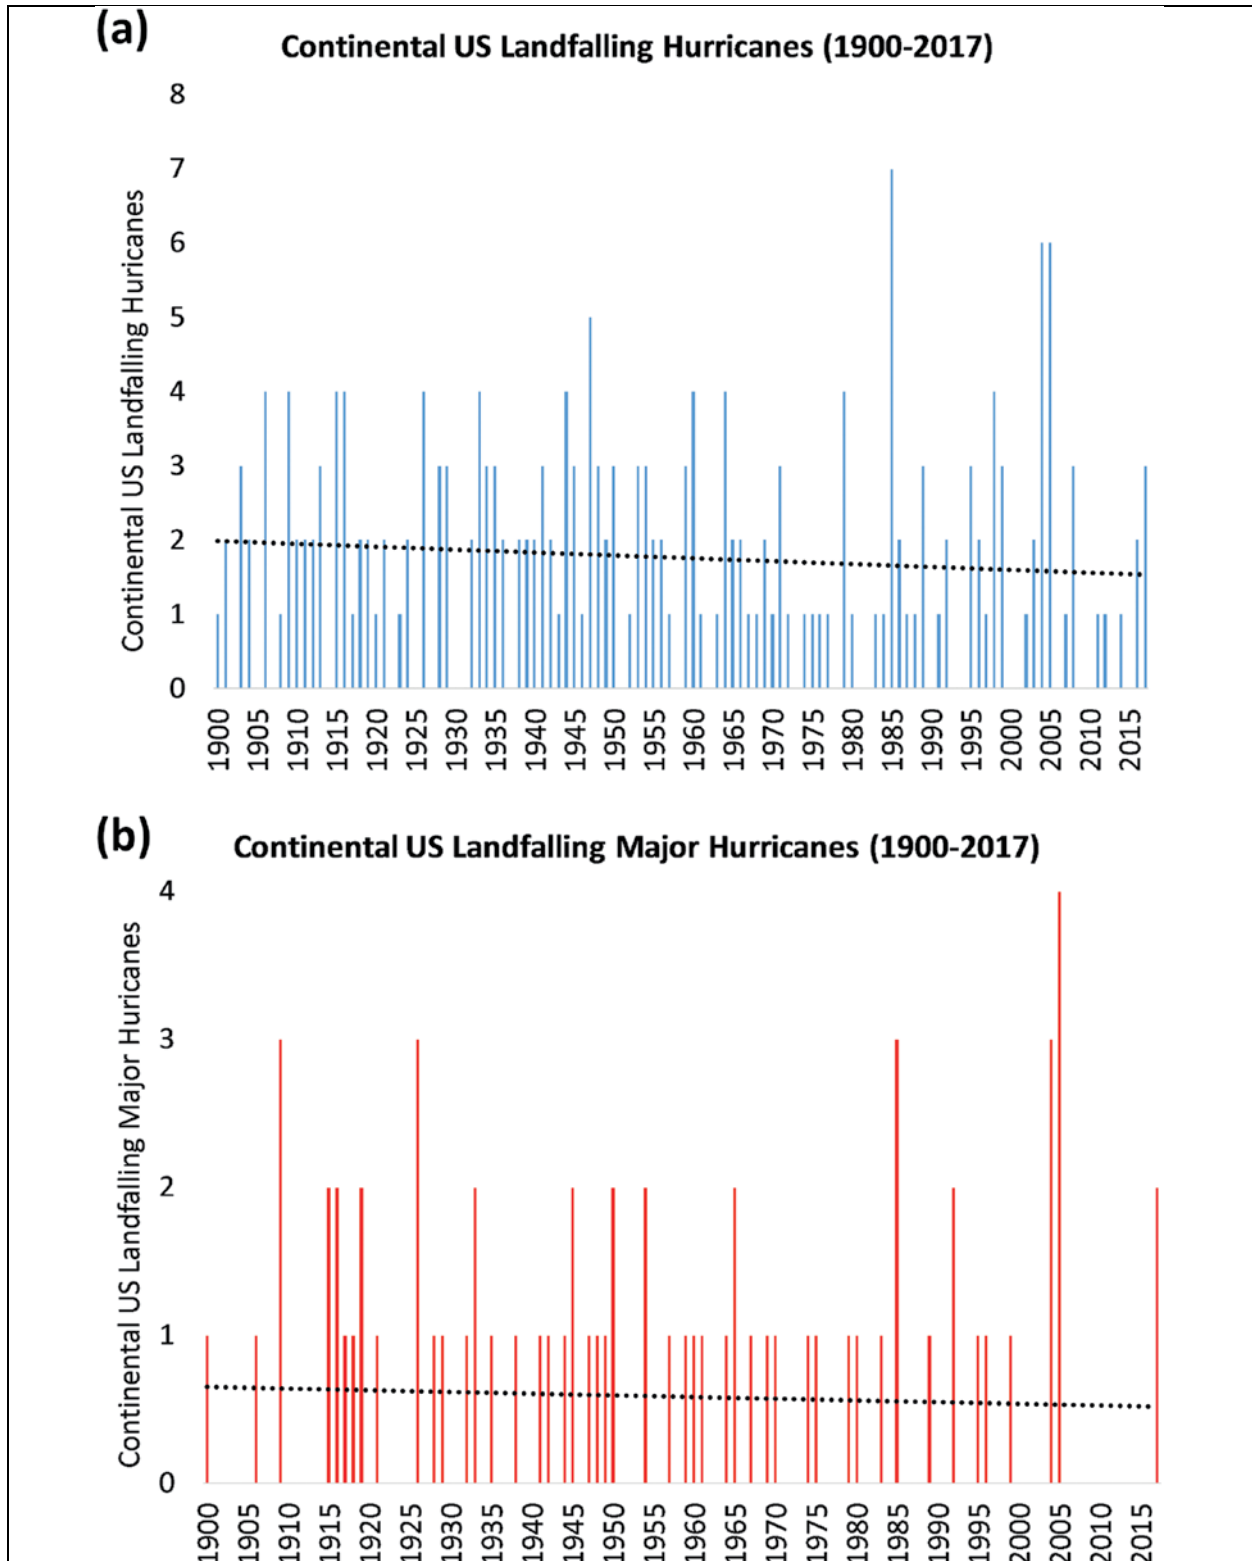 (a)
Continental US Landfalling Hurricanes (1900-2017)
Continental US Landfalling Huricanes
8
7
6
5
4
3
2
1
0
1900 1905 1910 1915 1920 1925 1930 1935 1940 1945 1950 1955 1960 1965 1970 1975 1980 1985 1990 1995 2000 2005 2010 2015
(b)
Continental US Landfalling Major Hurricanes (1900-2017)
Continental US Landfalling Major Huricanes
4
3
2
1
0
1900 1905 1910 1915 1920 1925 1930 1935 1940 1945 1950 1955 1960 1965 1970 1975 1980 1985 1990 1995 2000 2005 2010 2015